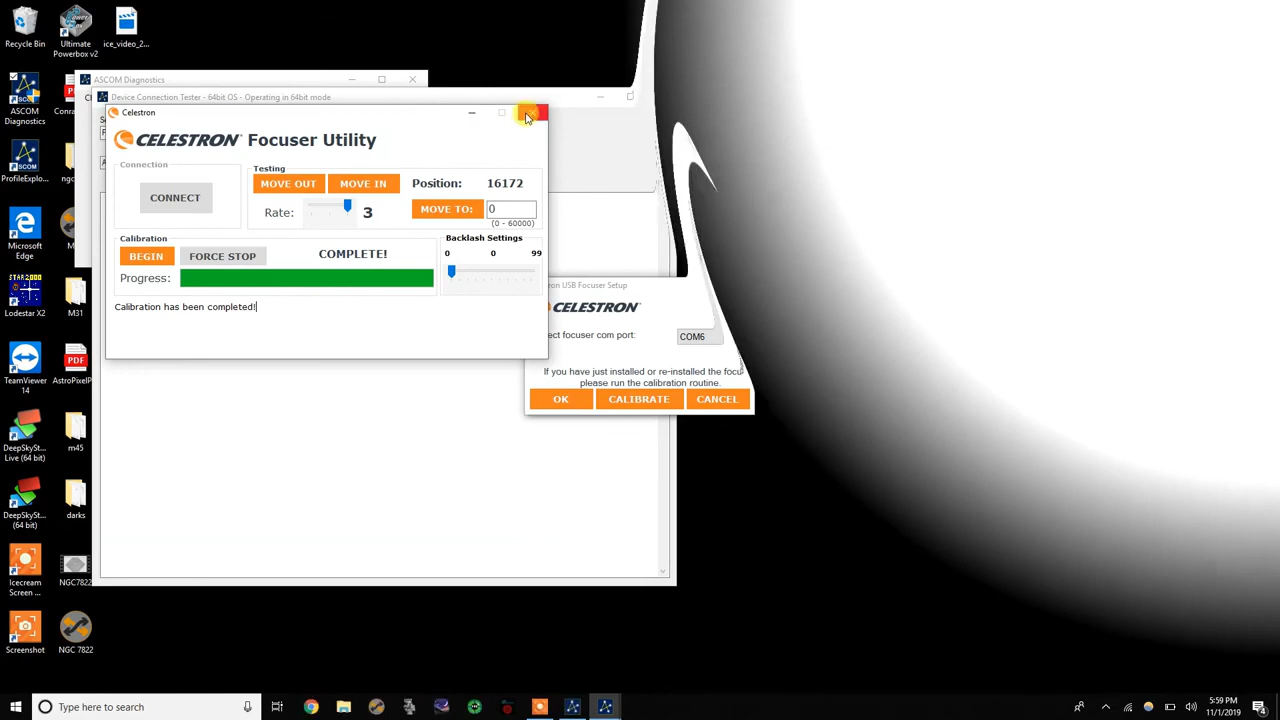 Recycle Bin
Ultimate
Powerbox v2
ice_video_2...
ASCOM
Diagnostics
ProfileExplo...
Microsoft
Edge
Lodestar X2
M31
TeamViewer
14
AstroPixelP...
DeepSkySt...
Live (64 bit)
m45
DeepSkySt...
(64 bit)
darks
Icecream
Screen ...
NGC7822
Screenshot
NGC 7822
ASCOM Diagnostics
Device Connection Tester - 64bit OS - Operating in 64bit mode
Celestron
CELESTRON Focuser Utility
Connection
CONNECT
Testing
MOVE OUT
MOVE IN
Position: 16172
Rate: 3
MOVE TO: 0
(0 - 60000)
Calibration
BEGIN
FORCE STOP
COMPLETE!
Progress:
Backlash Settings
0 0 99
Calibration has been completed!
on USB Focuser Setup
CELESTRON
ect focuser com port:
COM6
If you have just installed or re-installed the focu
please run the calibration routine.
OK
CALIBRATE
CANCEL
Type here to search
5:59 PM
11/1/2019